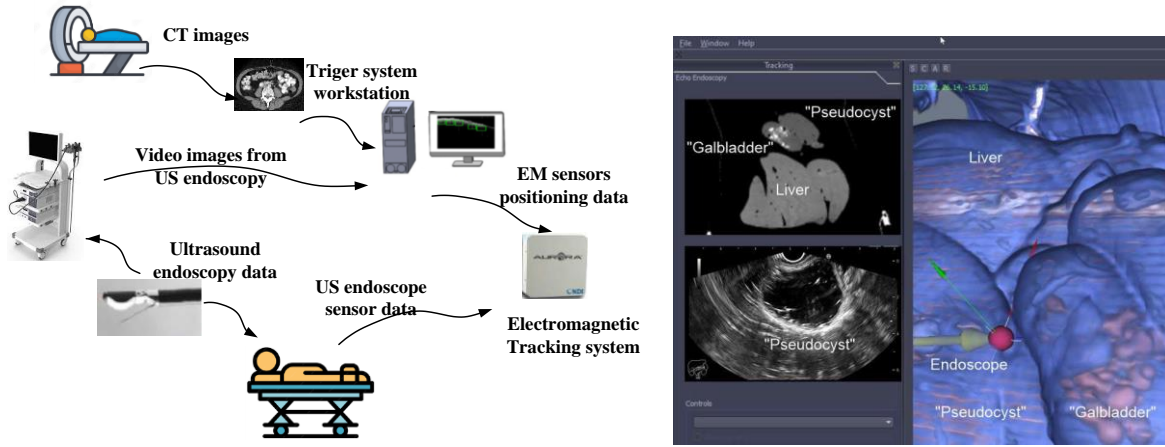 CT images
Triger system
workstation
Video images from
US endoscopy
EM sensors
positioning data
Ultrasound
endoscopy data
US endoscope
sensor data
AURORA
NDI
Electromagnetic
Tracking system
File Window Help
Tracking
Echo Endoscopy
"Pseudocyst"
"Galbladder"
Liver
"Pseudocyst"
Controls
S C A R
Liver
Endoscope
"Pseudocyst"
"Galbladder"